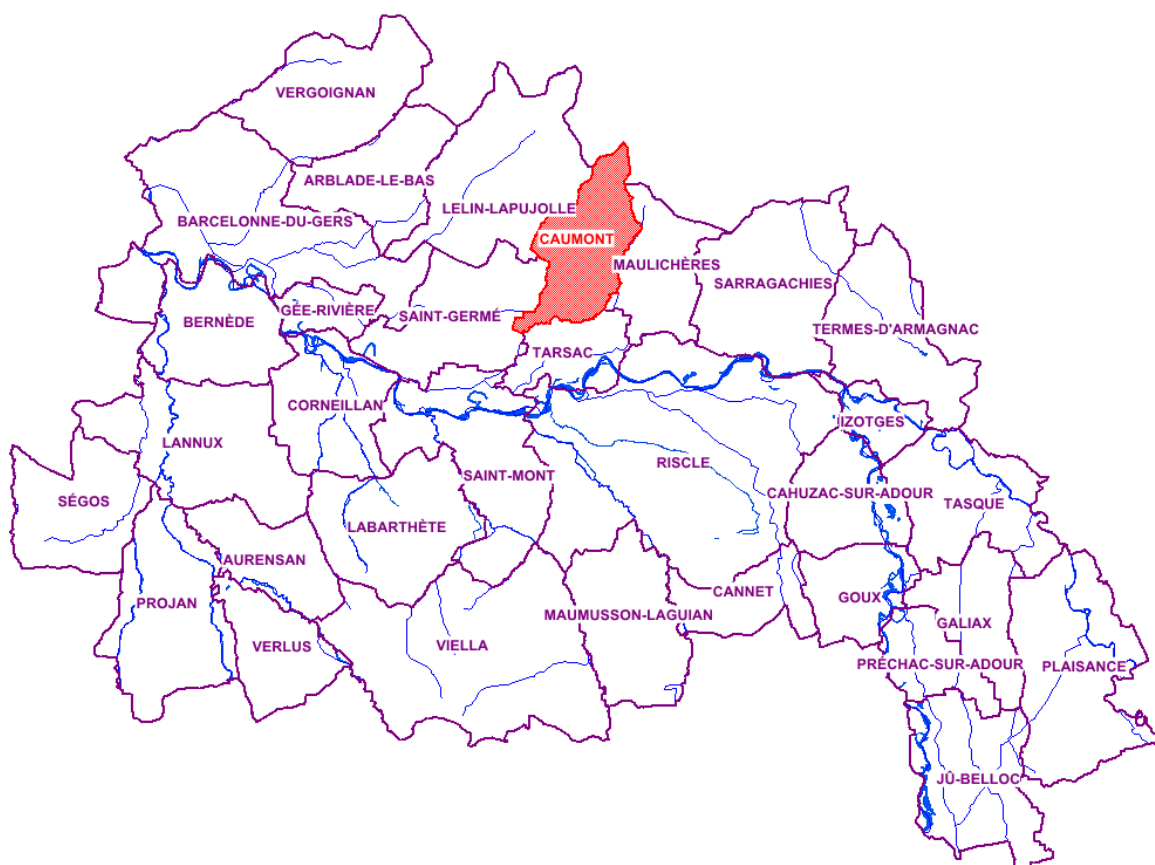 VERGOIGNAN
ARBLADE-LE-BAS
LELIN-LAPUJOLLE
BARCELONNE-DU-GERS
CAUMONT
MAULICHÈRES
SARRAGACHIES
GÉE-RIVIÈRE
SAINT-GERMÉ
BERNÈDE
TERMES-D'ARMAGNAC
TARSAC
CORNEILLAN
IZOTGES
LANNUX
RISCLE
SAINT-MONT
CAHUZAC-SUR-ADOUR
SÉGOS
TASQUE
LABARTHÈTE
AURENSAN
CANNET
PROJAN
GOUX
MAUMUSSON-LAGUIAN
GALIAX
VERLUS
VIELLA
PRÉCHAC-SUR-ADOUR
PLAISANCE
JÛ-BELLOC